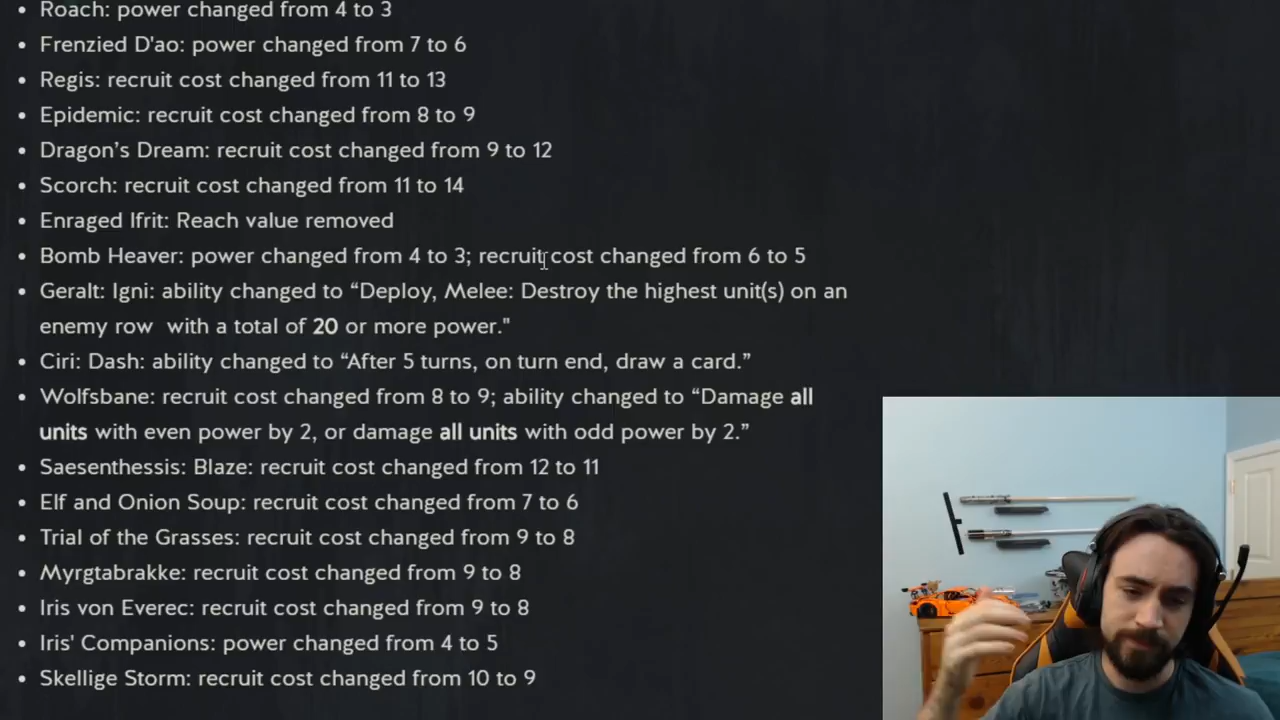 Roach: power changed from 4 to 3
Frenzied D'ao: power changed from 7 to 6
Regis: recruit cost changed from 11 to 13
Epidemic: recruit cost changed from 8 to 9
Dragon’s Dream: recruit cost changed from 9 to 12
Scorch: recruit cost changed from 11 to 14
Enraged Ifrit: Reach value removed
Bomb Heaver: power changed from 4 to 3; recruit cost changed from 6 to 5
Geralt: Igni: ability changed to “Deploy, Melee: Destroy the highest unit(s) on an
enemy row with a total of 20 or more power."
Ciri: Dash: ability changed to “After 5 turns, on turn end, draw a card.”
Wolfsbane: recruit cost changed from 8 to 9; ability changed to “Damage all
units with even power by 2, or damage all units with odd power by 2.”
Saesenthessis: Blaze: recruit cost changed from 12 to 11
Elf and Onion Soup: recruit cost changed from 7 to 6
Trial of the Grasses: recruit cost changed from 9 to 8
Myrgtabrakke: recruit cost changed from 9 to 8
Iris von Everec: recruit cost changed from 9 to 8
Iris' Companions: power changed from 4 to 5
Skellige Storm: recruit cost changed from 10 to 9